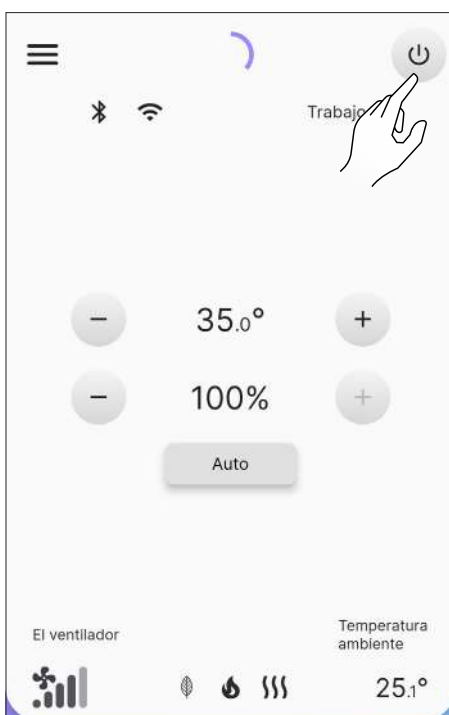 Trabajo
− 35.0° +
− 100% +
Auto
El ventilador
Temperatura
ambiente
25.1°